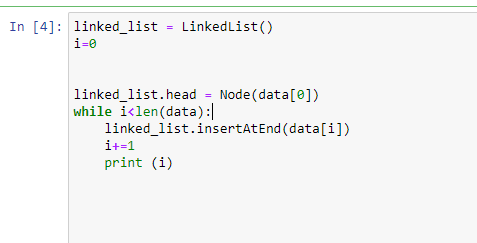 In [4]: linked_list = LinkedList()
i=0
linked_list.head = Node(data[0])
while i<len(data):
    linked_list.insertAtEnd(data[i])
    i+=1
    print (i)